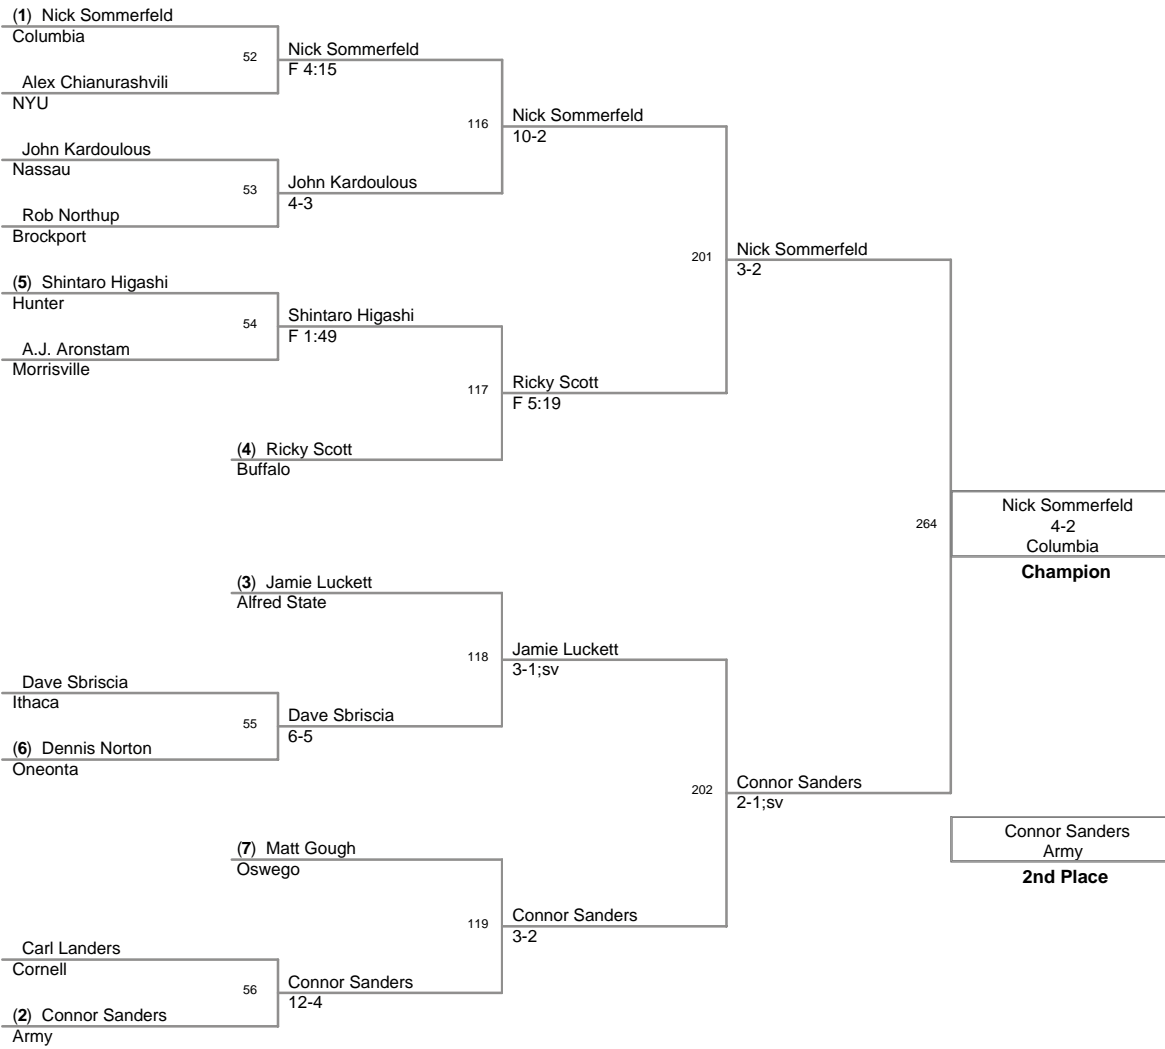 (1) Nick Sommerfeld
Columbia
52
Nick Sommerfeld
F 4:15
Alex Chianurashvili
NYU
116
Nick Sommerfeld
10-2
John Kardoulous
Nassau
53
John Kardoulous
4-3
Rob Northup
Brockport
201
Nick Sommerfeld
3-2
(5) Shintaro Higashi
Hunter
54
Shintaro Higashi
F 1:49
A.J. Aronstam
Morrisville
117
Ricky Scott
F 5:19
(4) Ricky Scott
Buffalo
264
Nick Sommerfeld
4-2
Columbia
Champion
(3) Jamie Luckett
Alfred State
118
Jamie Luckett
3-1;sv
Dave Sbriscia
Ithaca
55
Dave Sbriscia
6-5
(6) Dennis Norton
Oneonta
202
Connor Sanders
2-1;sv
Connor Sanders
Army
2nd Place
(7) Matt Gough
Oswego
119
Connor Sanders
3-2
Carl Landers
Cornell
56
Connor Sanders
12-4
(2) Connor Sanders
Army